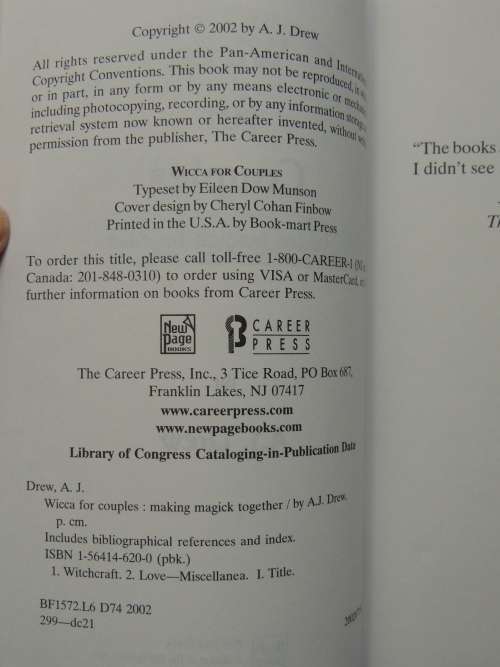 Copyright © 2002 by A. J. Drew
All rights reserved under the Pan-American and
Copyright Conventions. This book may not be reproduced,
or in part, in any form or by any means electronic or
including photocopying, recording, or by any information
retrieval system now known or hereafter invented, without
permission from the publisher, The Career Press.
WICCA FOR COUPLES
Typeset by Eileen Dow Munson
Cover design by Cheryl Cohan Finbow
Printed in the U.S.A. by Book-mart Press
To order this title, please call toll-free 1-800-CAREER-1
Canada: 201-848-0310) to order using VISA or MasterCard,
further information on books from Career Press.
New Page BOOKS
CAREER PRESS
The Career Press, Inc., 3 Tice Road, PO Box 687,
Franklin Lakes, NJ 07417
www.careerpress.com
www.newpagebooks.com
Library of Congress Cataloging-in-Publication Data
Drew, A. J.
Wicca for couples : making magick together / by A.J. Drew.
p. cm.
Includes bibliographical references and index.
ISBN 1-56414-620-0 (pbk.)
1. Witchcraft. 2. Love—Miscellanea. I. Title.
BF1572.L6 D74 2002
299—dc21
“The books
I didn't see